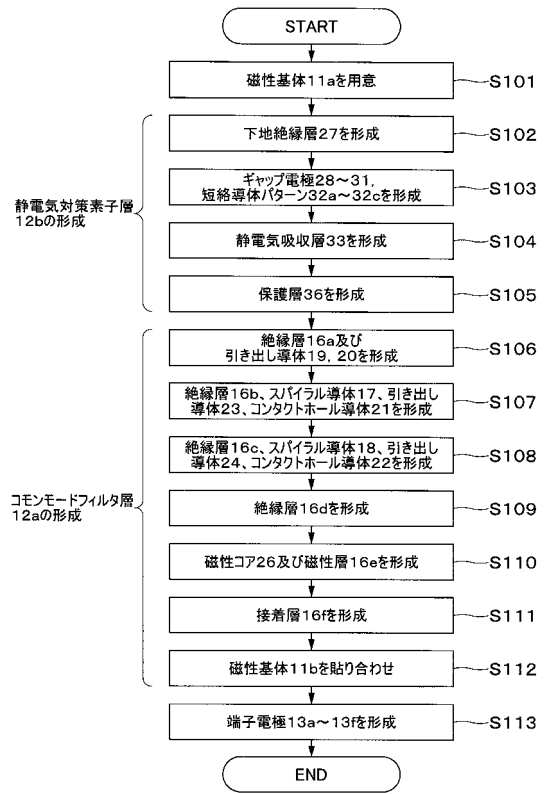 START
磁性基体11aを用意
S101
下地絶縁層27を形成
S102
ギャップ電極28～31,
短絡導体パターン32a～32cを形成
S103
静電気対策素子層
12bの形成
静電気吸収層33を形成
S104
保護層36を形成
S105
絶縁層16a及び
引き出し導体19, 20を形成
S106
絶縁層16b、スパイラル導体17、引き出し
導体23、コンタクトホール導体21を形成
S107
絶縁層16c、スパイラル導体18、引き出し
導体24、コンタクトホール導体22を形成
S108
コモンモードフィルタ層
12aの形成
絶縁層16dを形成
S109
磁性コア26及び磁性層16eを形成
S110
接着層16fを形成
S111
磁性基体11bを貼り合わせ
S112
端子電極13a～13fを形成
S113
END